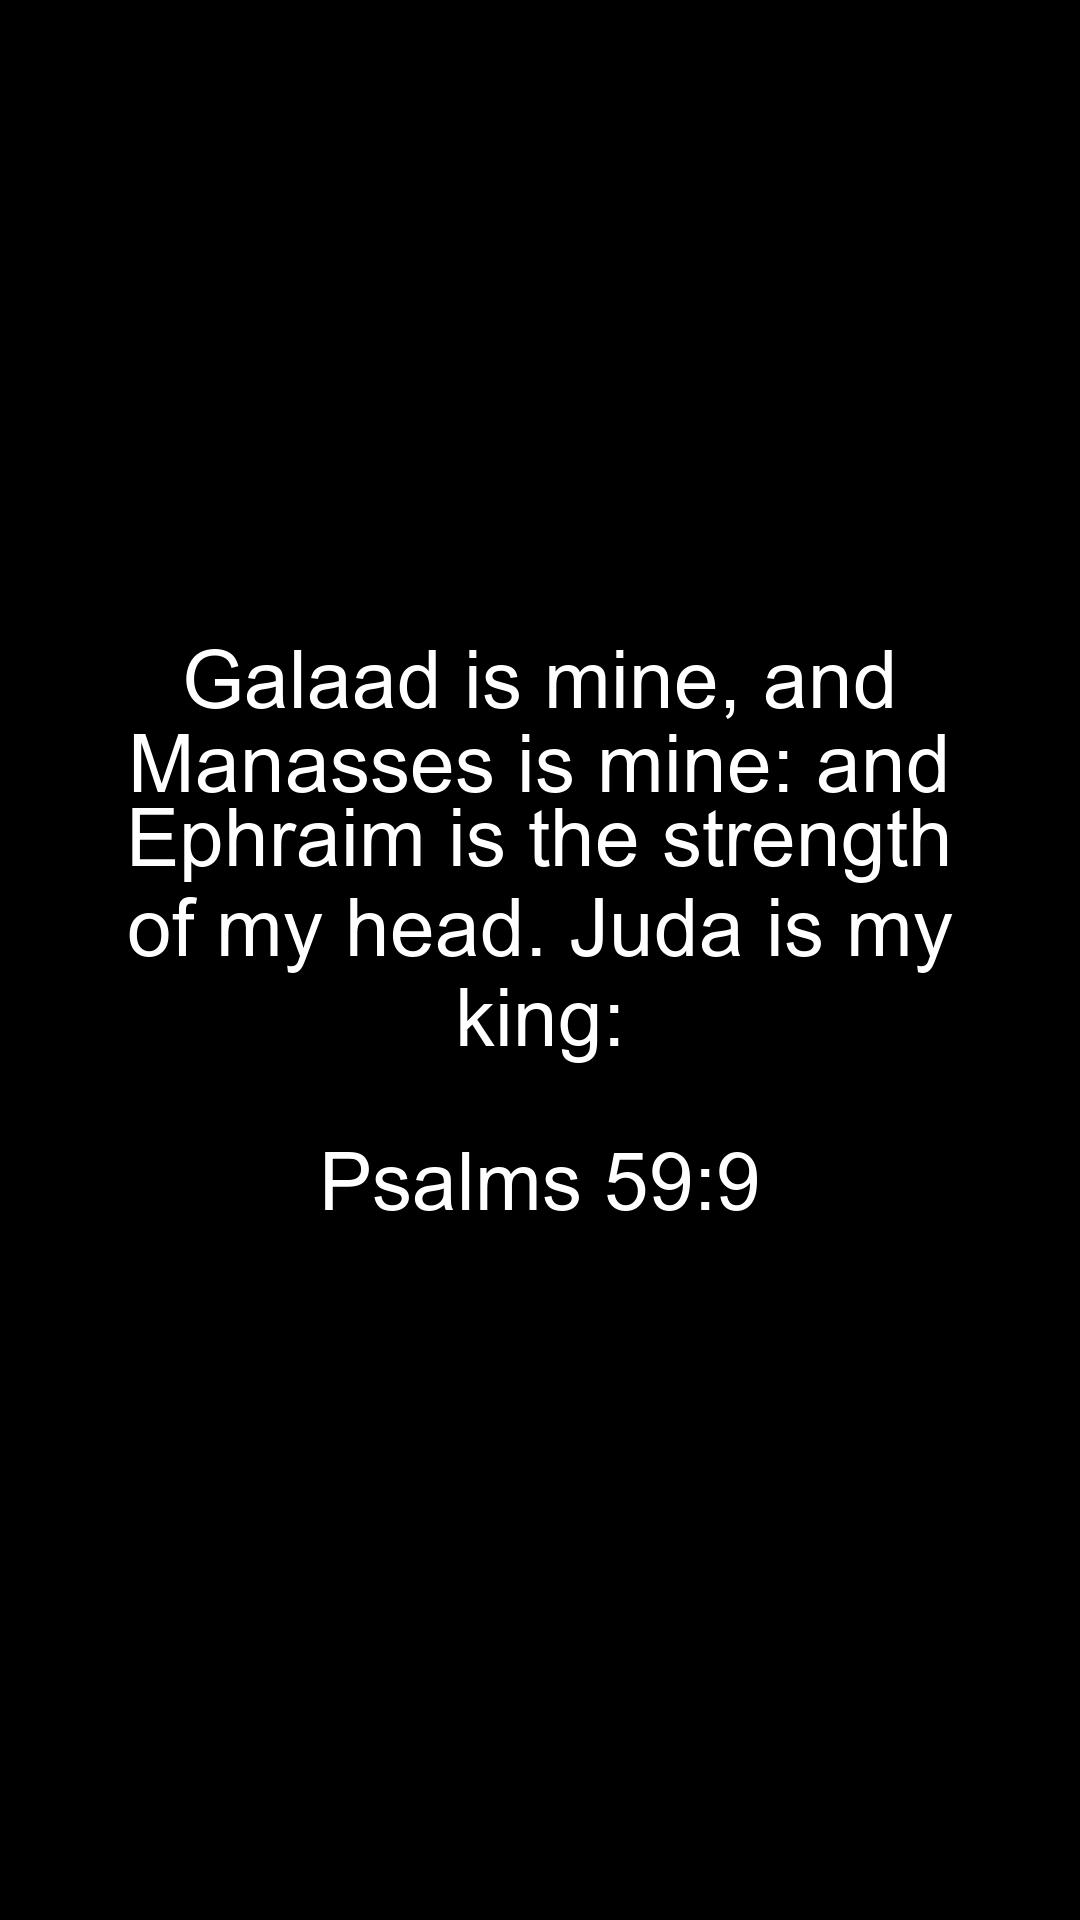 Galaad is mine, and
Manasses is mine: and
Ephraim is the strength
of my head. Juda is my
king:
Psalms 59:9